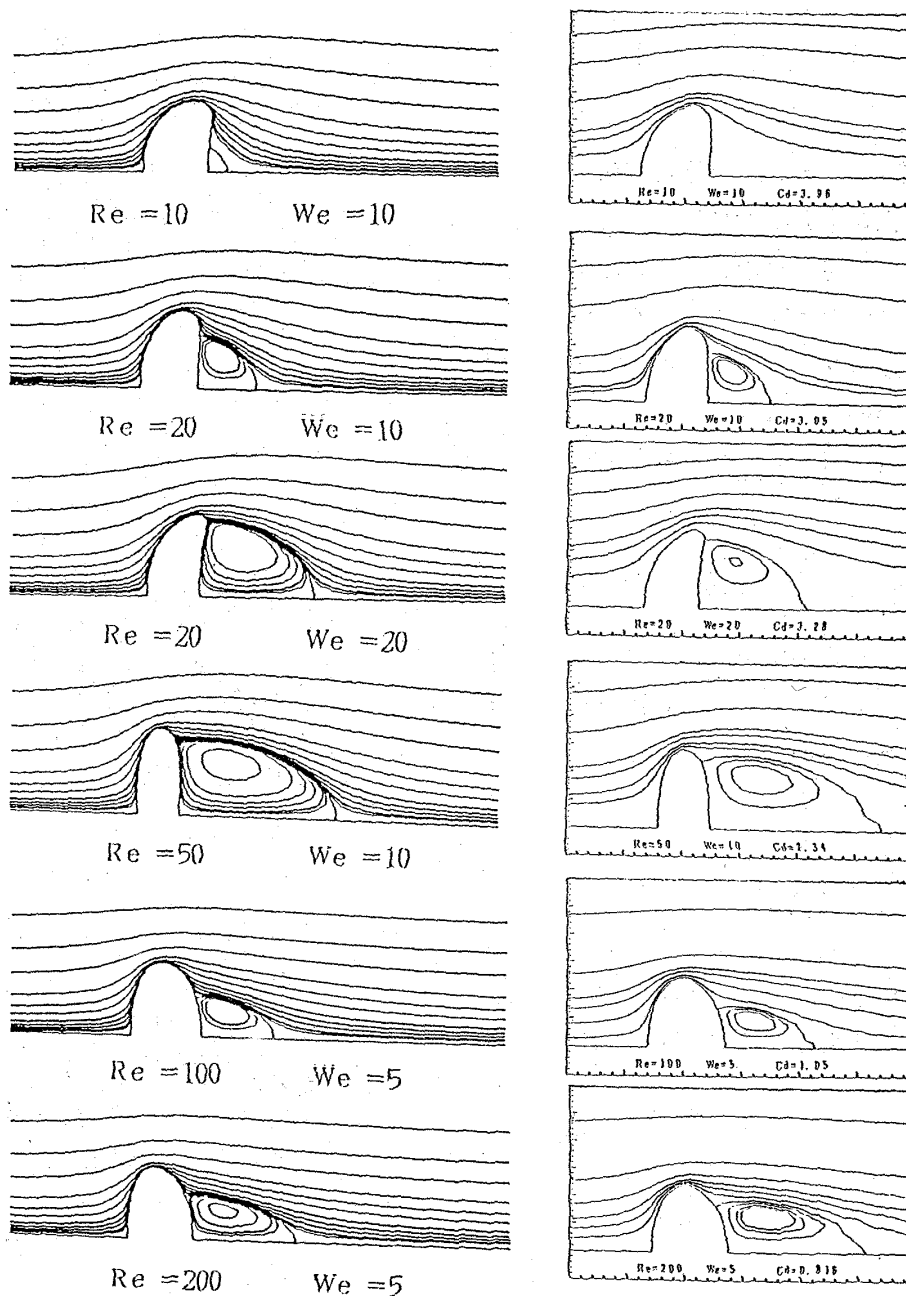 Re =10 We =10
Re=10 We=10 Cd=3.96
Re =20 We =10
Re=20 We=10 Cd=3.05
Re =20 We =20
Re=20 We=20 Cd=3.28
Re =50 We =10
Re=50 We=10
Re =100 We =5
Re=100 We=5. Cd=1.05
Re =200 We =5
Re=200 We=5 Cd=0.816